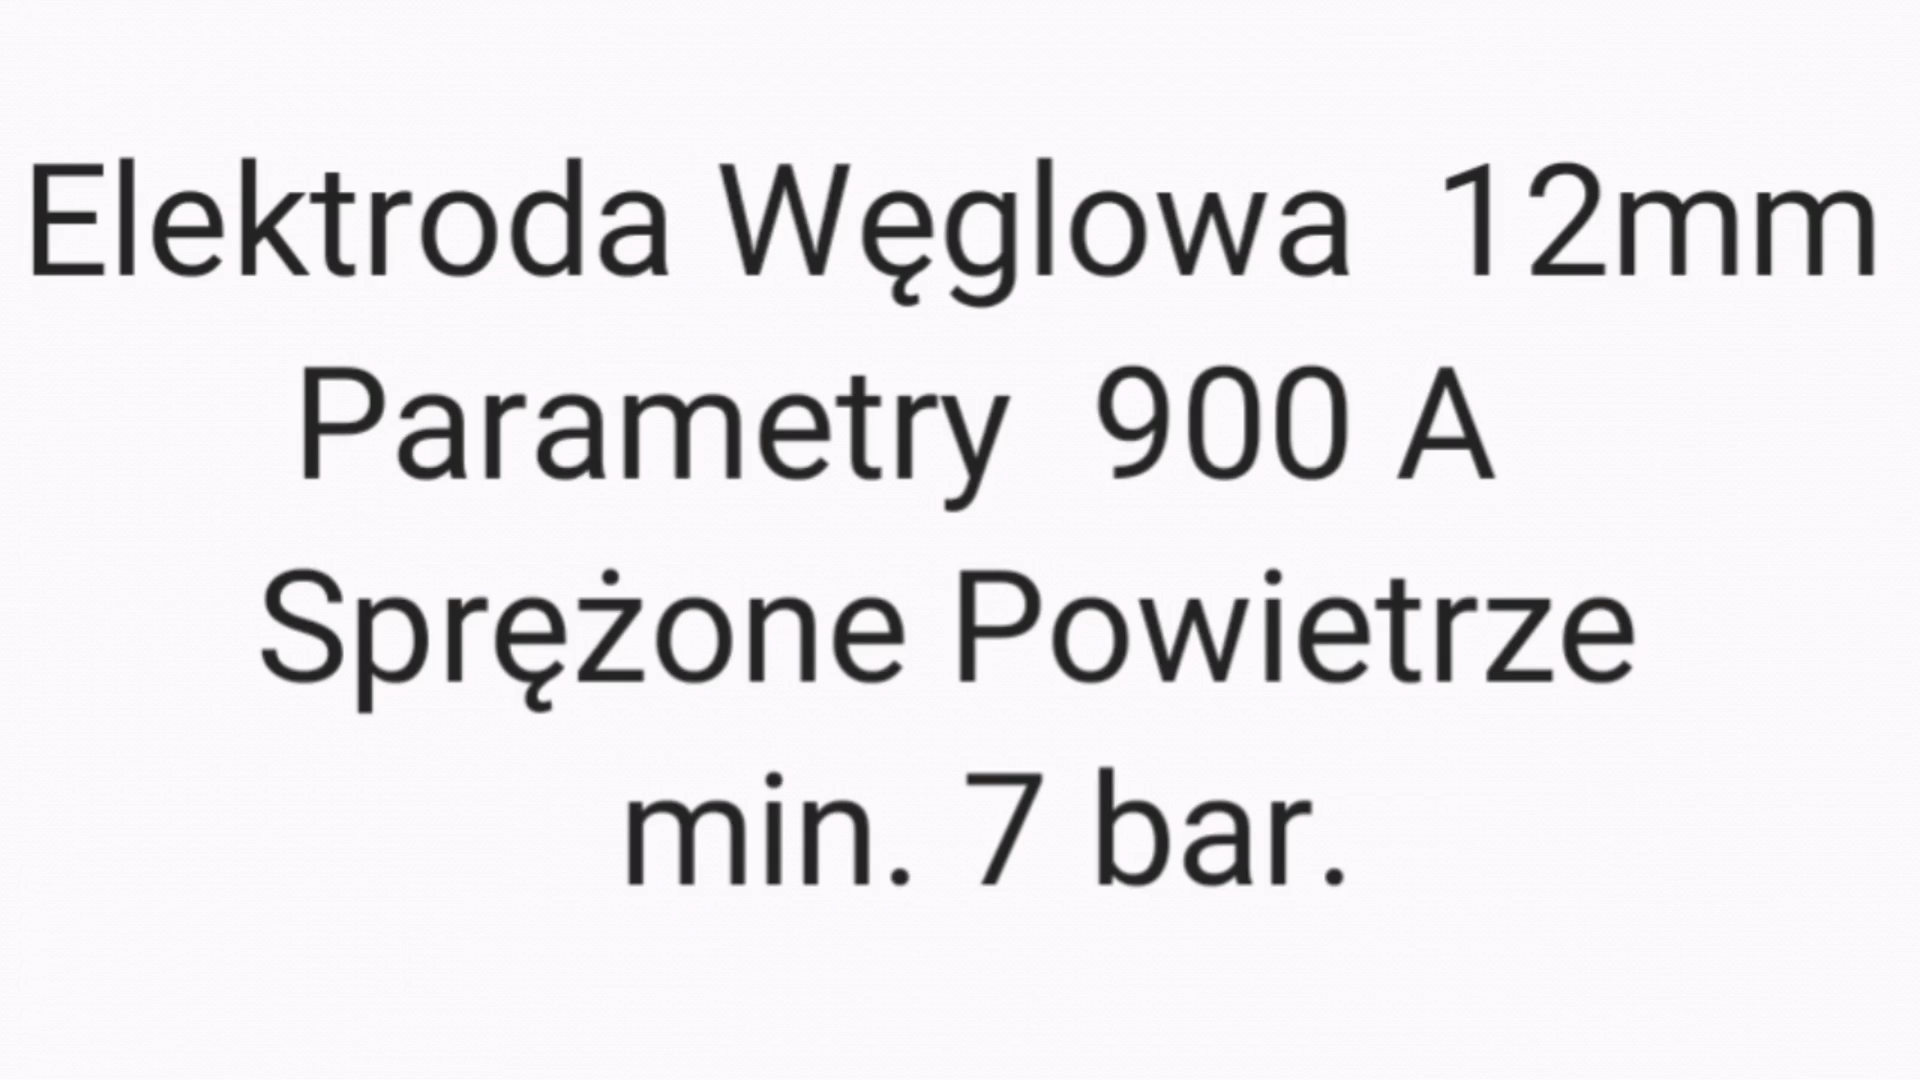 Elektroda Węglowa  12mm
Parametry  900 A
Sprężone Powietrze
min. 7 bar.